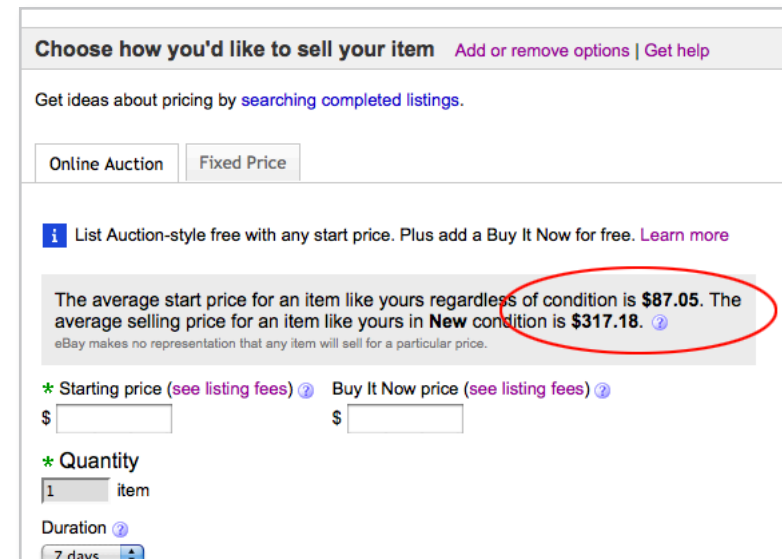 Choose how you'd like to sell your item Add or remove options | Get help
Get ideas about pricing by searching completed listings.
Online Auction Fixed Price
i List Auction-style free with any start price. Plus add a Buy It Now for free. Learn more
The average start price for an item like yours regardless of condition is $87.05. The
average selling price for an item like yours in New condition is $317.18. ?
eBay makes no representation that any item will sell for a particular price.
* Starting price (see listing fees) ? Buy It Now price (see listing fees) ?
$ $
* Quantity
1 item
Duration ?
7 days